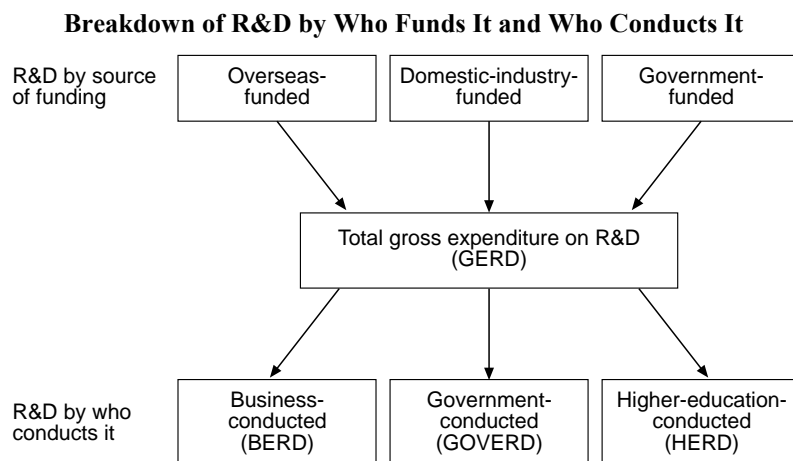 Breakdown of R&D by Who Funds It and Who Conducts It
R&D by source
of funding
Overseas-
funded
Domestic-industry-
funded
Government-
funded
Total gross expenditure on R&D
(GERD)
R&D by who
conducts it
Business-
conducted
(BERD)
Government-
conducted
(GOVERD)
Higher-education-
conducted
(HERD)